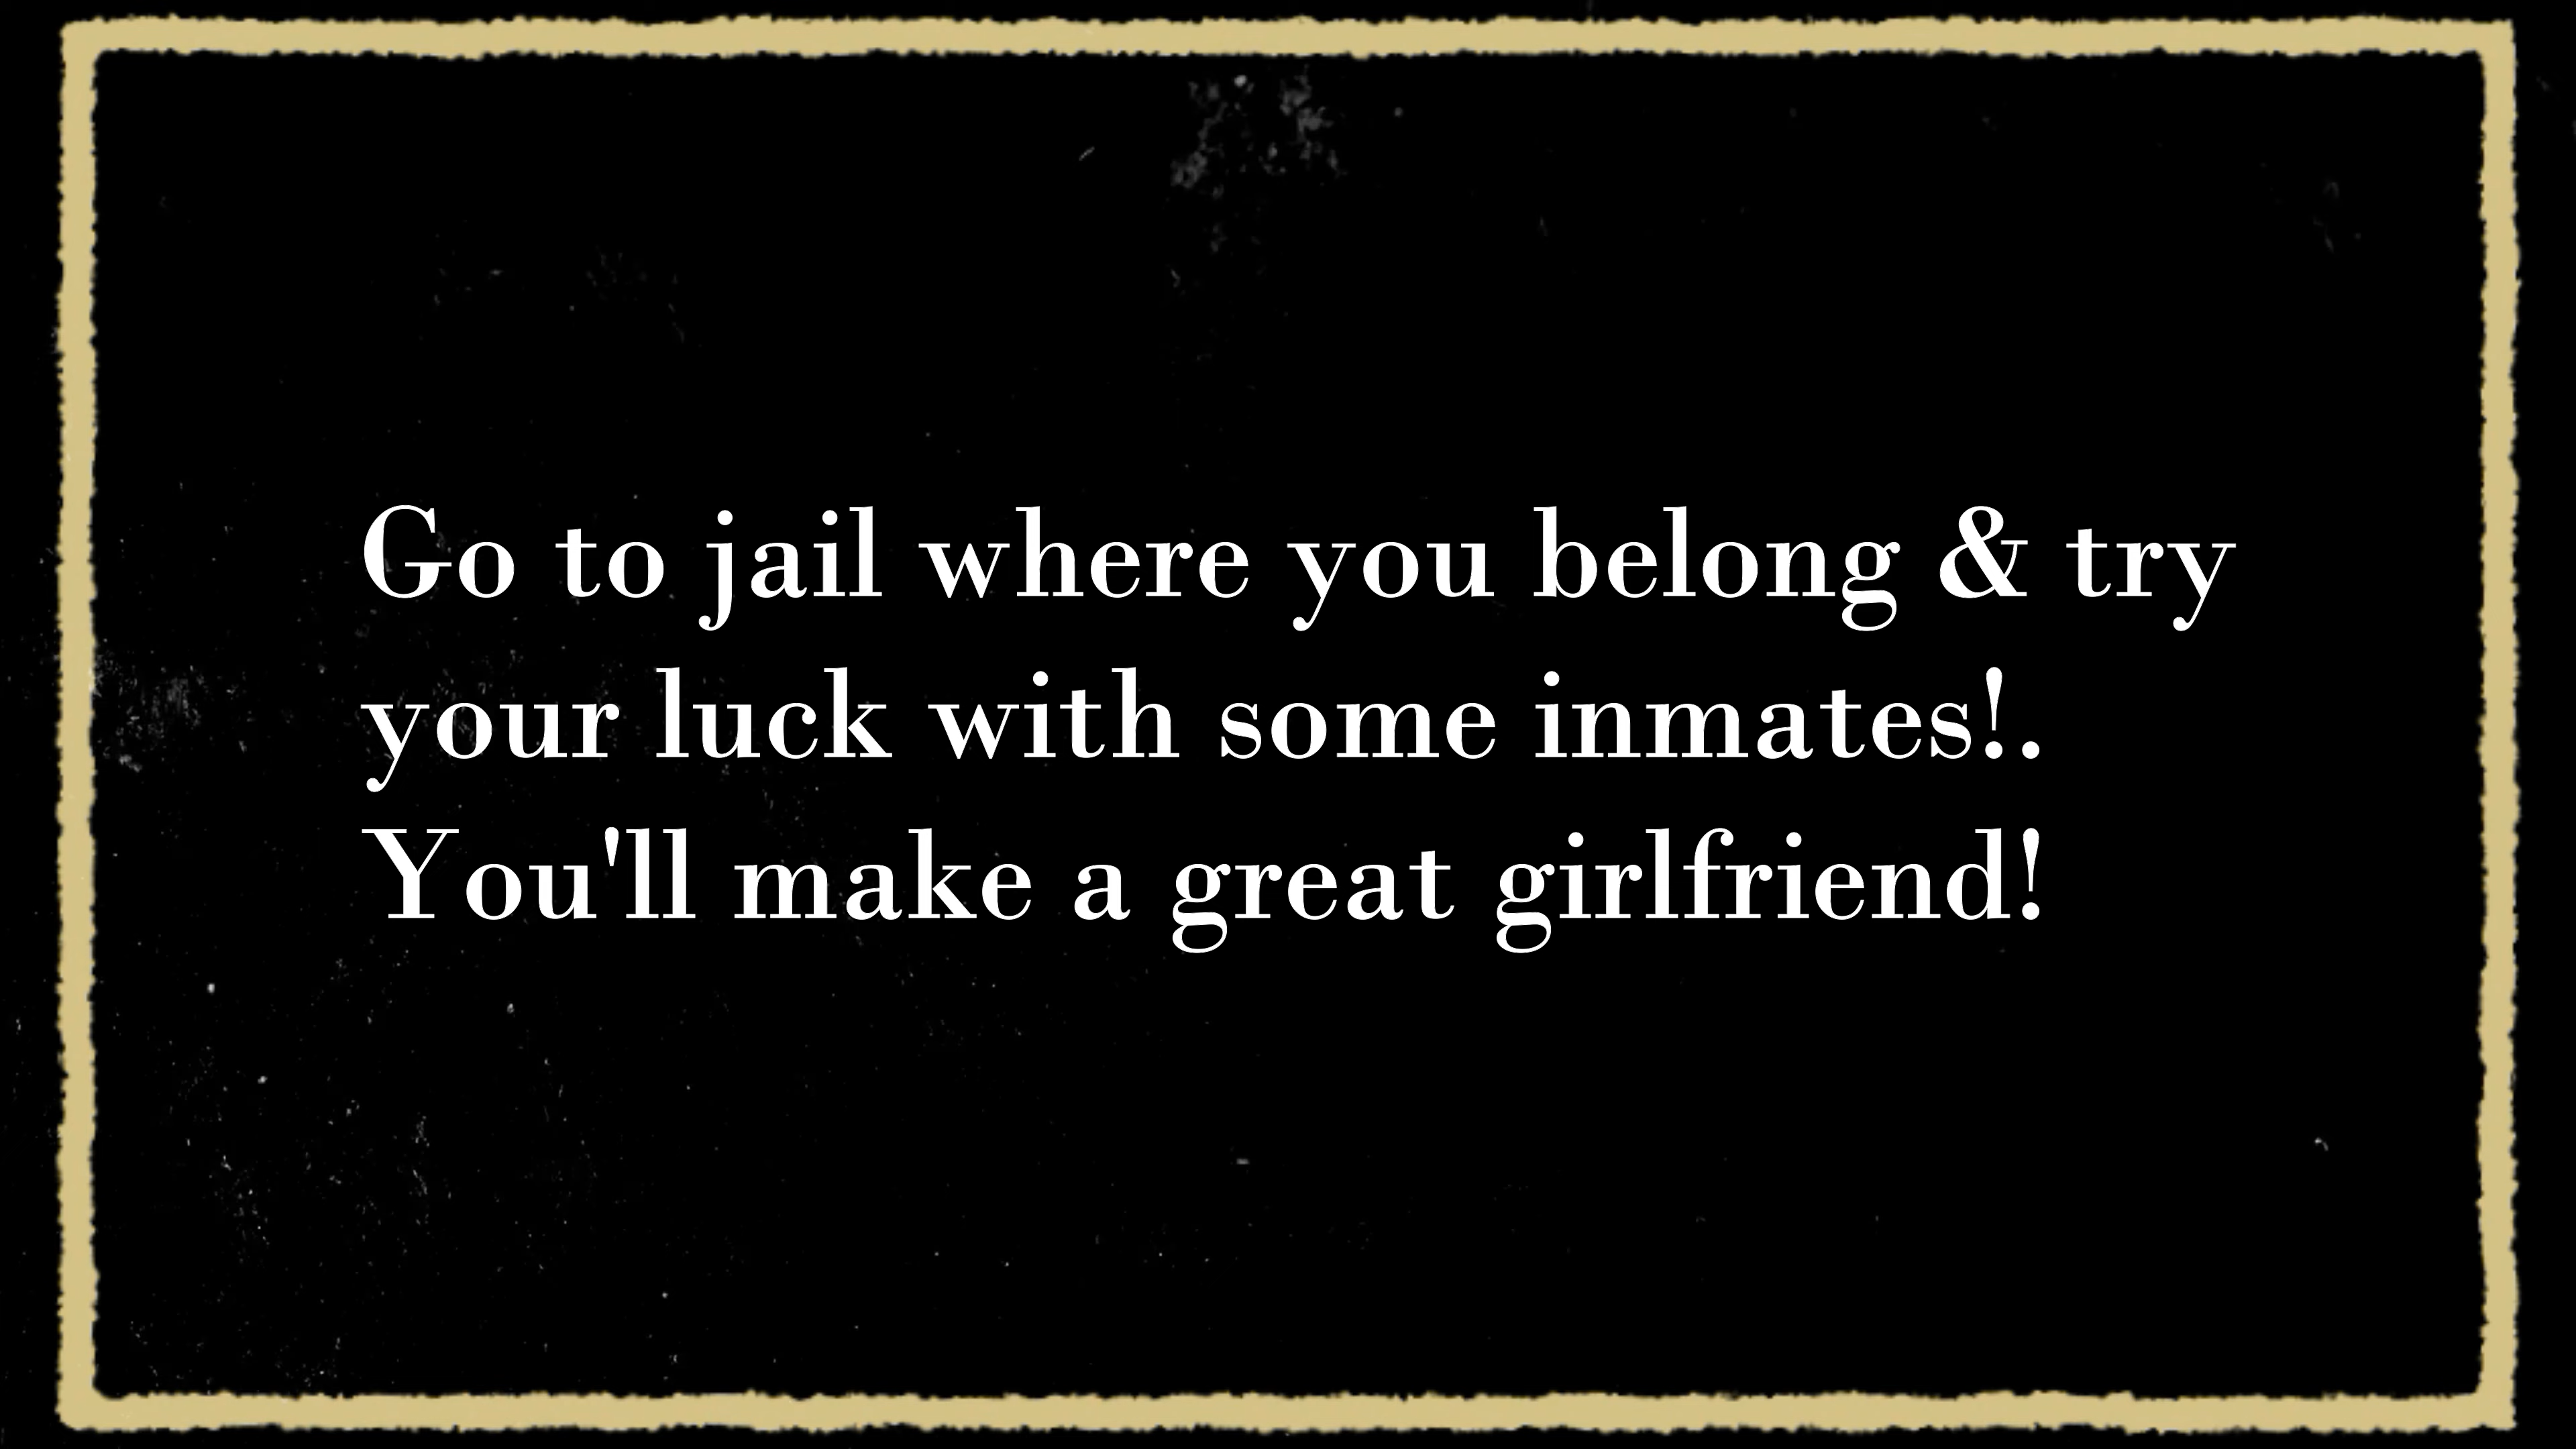 Go to jail where you belong & try
your luck with some inmates!.
You'll make a great girlfriend!